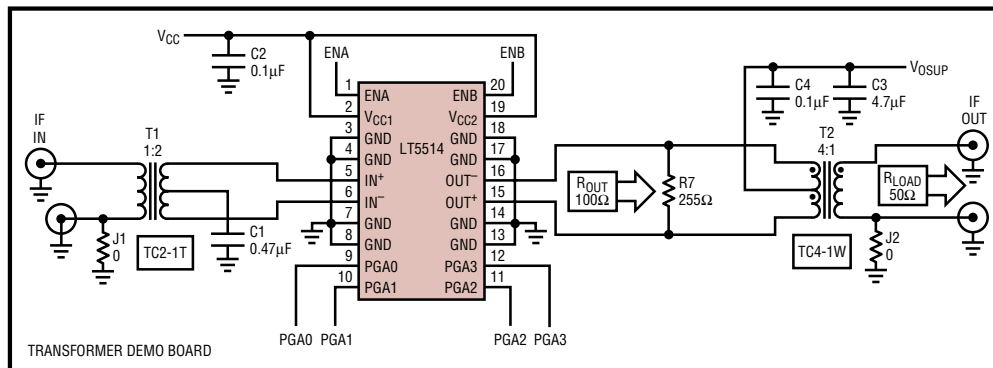 VCC
C2
0.1µF
ENA
ENB
1
ENA
2
VCC1
3
GND
4
GND
5
IN+
6
IN−
7
GND
8
GND
9
PGA0
10
PGA1
LT5514
20
ENB
19
VCC2
18
GND
17
GND
16
OUT−
15
OUT+
14
GND
13
GND
12
PGA3
11
PGA2
IF
IN
T1
1:2
J1
0
TC2-1T
C1
0.47µF
ROUT
100Ω
R7
255Ω
VOSUP
C4
0.1µF
C3
4.7µF
T2
4:1
IF
OUT
RLOAD
50Ω
TC4-1W
J2
0
PGA0 PGA1
PGA2 PGA3
TRANSFORMER DEMO BOARD